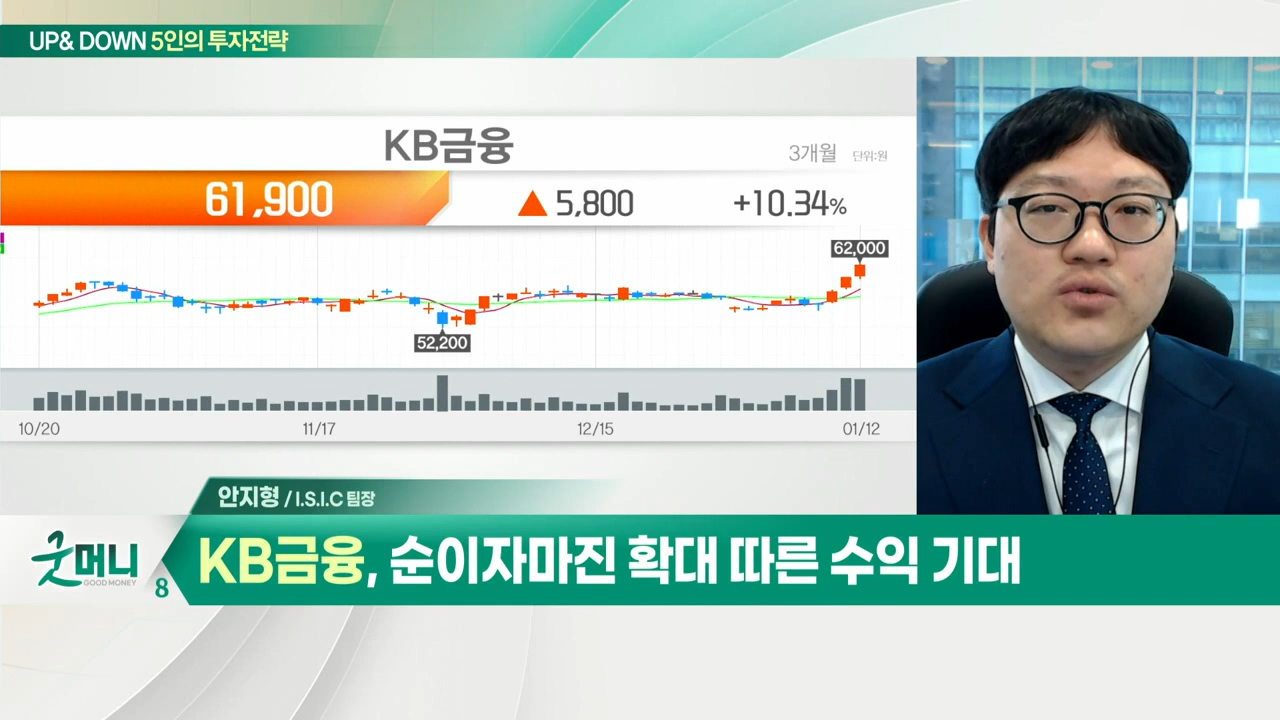 UP& DOWN 5인의 투자전략
KB금융
3개월 단위:원
61,900 ▲ 5,800 +10.34%
62,000
52,200
10/20 11/17 12/15 01/12
안지형 / I.S.I.C 팀장
굿머니
GOOD MONEY
8
KB금융, 순이자마진 확대 따른 수익 기대